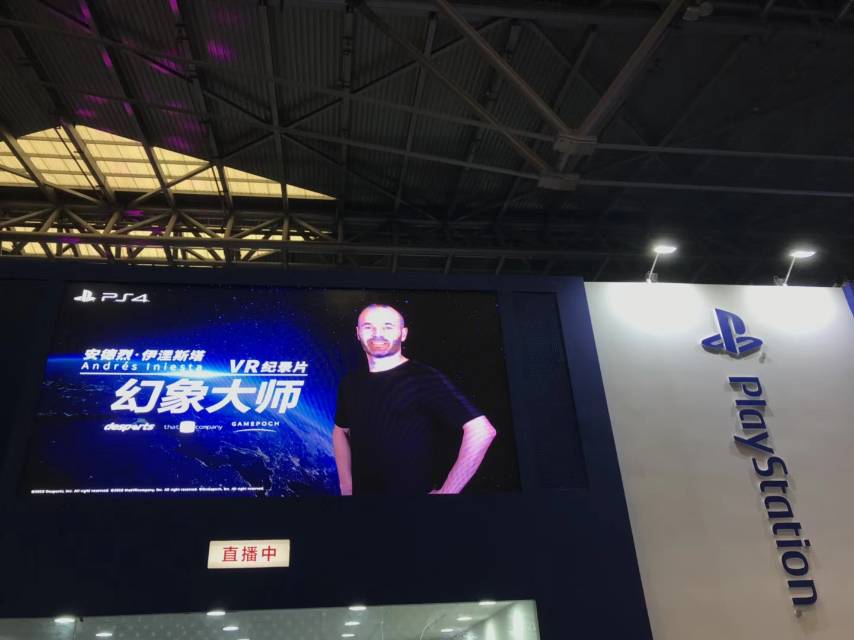 PS4
安德烈·伊涅斯塔
Andrés Iniesta
VR纪录片
幻象大师
desports
that company
GAMEPOCH
直播中
PlayStation